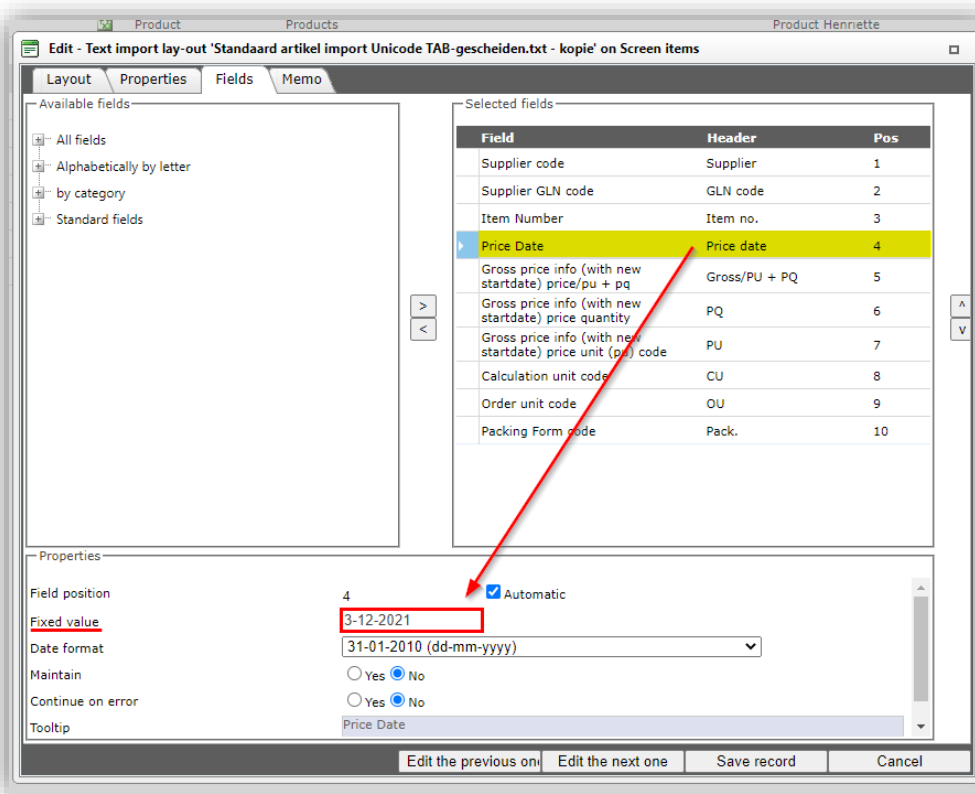 Product Products Product Henriette
Edit - Text import lay-out 'Standaard artikel import Unicode TAB-gescheiden.txt - kopie' on Screen items
Layout Properties Fields Memo
Available fields
All fields
Alphabetically by letter
by category
Standard fields
>
<
Selected fields
Field Header Pos
Supplier code Supplier 1
Supplier GLN code GLN code 2
Item Number Item no. 3
Price Date Price date 4
Gross price info (with new
startdate) price/pu + pq Gross/PU + PQ 5
Gross price info (with new
startdate) price quantity PQ 6
Gross price info (with new
startdate) price unit (pu) code PU 7
Calculation unit code CU 8
Order unit code OU 9
Packing Form code Pack. 10
^
v
Properties
Field position 4 Automatic
Fixed value 3-12-2021
Date format 31-01-2010 (dd-mm-yyyy)
Maintain Yes No
Continue on error Yes No
Tooltip Price Date
Edit the previous on Edit the next one Save record Cancel